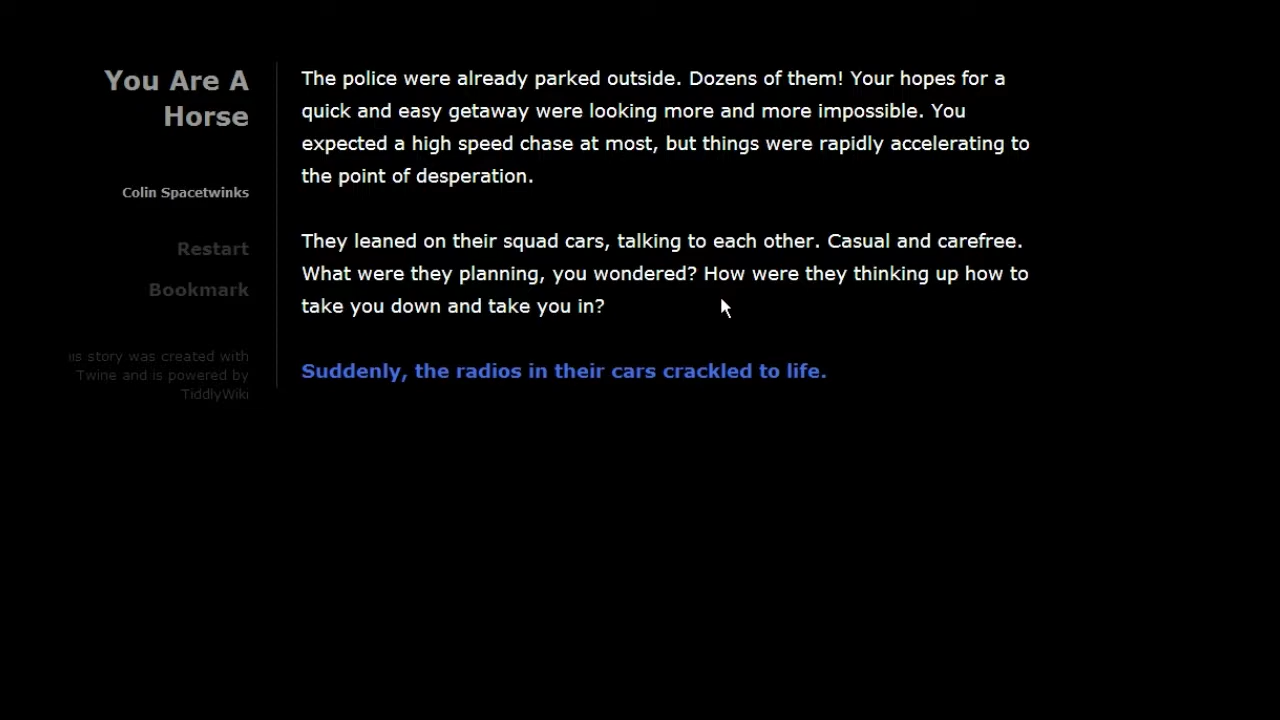 You Are A
Horse
Colin Spacetwinks
Restart
Bookmark
is story was created with
Twine and is powered by
TiddlyWiki
The police were already parked outside. Dozens of them! Your hopes for a
quick and easy getaway were looking more and more impossible. You
expected a high speed chase at most, but things were rapidly accelerating to
the point of desperation.
They leaned on their squad cars, talking to each other. Casual and carefree.
What were they planning, you wondered? How were they thinking up how to
take you down and take you in?
Suddenly, the radios in their cars crackled to life.